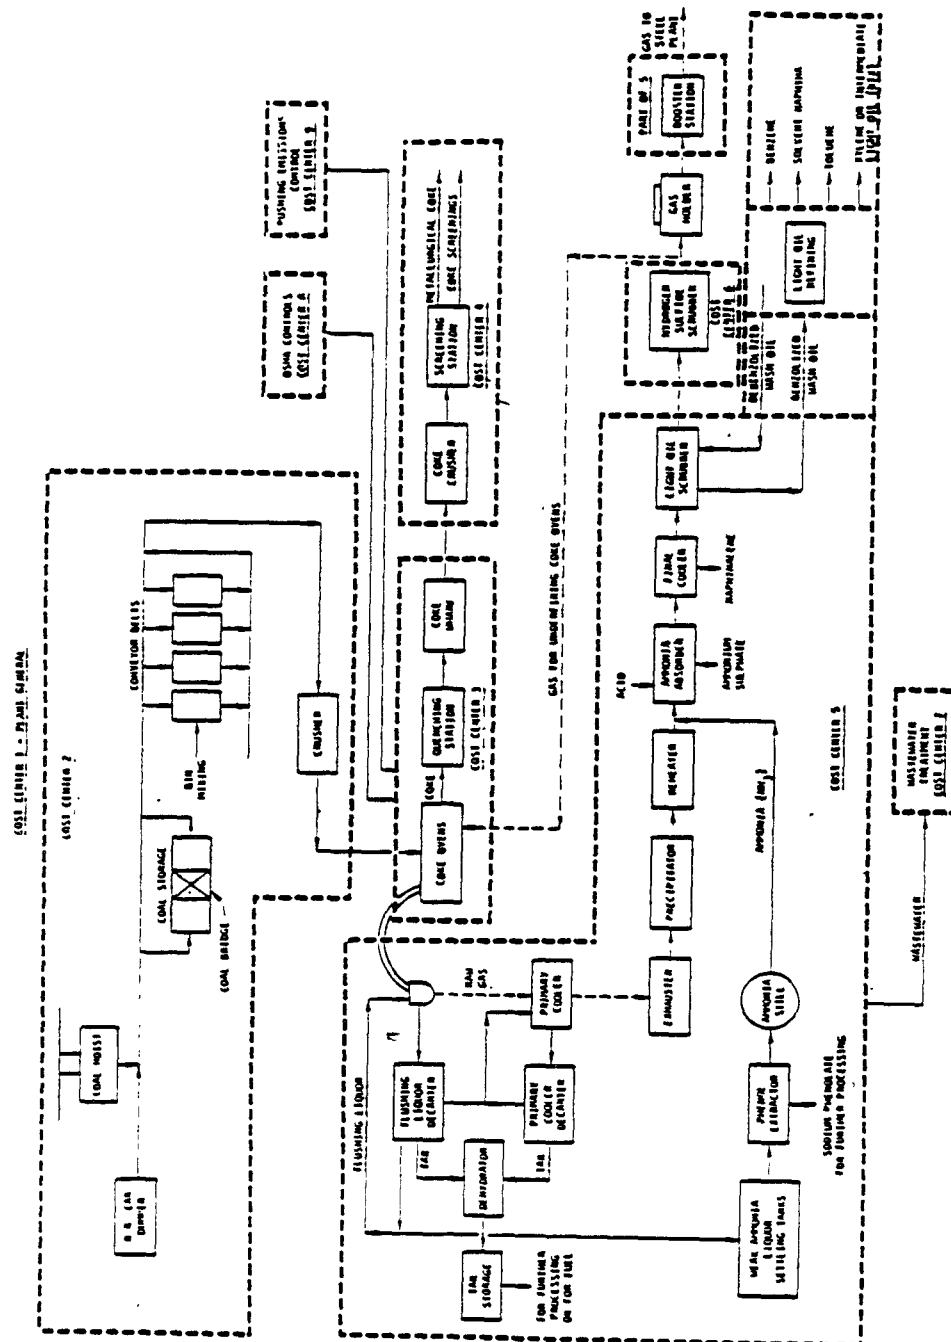 COST CENTER 1 - PLANT GENERAL
COST CENTER 2
R.R. CAR
DUMPER
COAL HOIST
COAL STORAGE
COAL BRIDGE
BIN
MIXING
CONVEYOR BELTS
CRUSHER
OSHA CONTROLS
COST CENTER 8
PUSHING EMISSIONS
CONTROL
COST CENTER 9
COKE OVENS
COKE
QUENCHING
STATION
COST CENTER 3
COKE
WHARF
COKE
CRUSHER
SCREENING
STATION
COST CENTER 4
METALLURGICAL COKE
COKE SCREENINGS
GAS FOR UNDERFIRING COKE OVENS
FLUSHING LIQUOR
RAW
GAS
FLUSHING
LIQUOR
DECANTER
PRIMARY
COOLER
PRIMARY
COOLER
DECANTER
TAR
TAR
DEHYDRATOR
TAR
STORAGE
FOR FURTHER
PROCESSING
OR FOR FUEL
EXHAUSTER
PRECIPITATOR
REHEATER
ACID
AMMONIA
ABSORBER
AMMONIUM
SULPHATE
FINAL
COOLER
NAPHTHALENE
LIGHT OIL
SCRUBBER
HYDROGEN
SULFIDE
SCRUBBER
COST
CENTER 6
GAS
HOLDER
PART OF 5
BOOSTER
STATION
GAS TO
STEEL
PLANT
DEBENZOLIZED
WASH OIL
BENZOLIZED
WASH OIL
LIGHT OIL
REFINING
BENZENE
SOLVENT NAPHTHA
TOLUENE
XYLENE OR INTERMEDIATE
LIGHT OIL
WEAK AMMONIA
LIQUOR
SETTLING TANKS
PHENOL
EXTRACTOR
SODIUM PHENOLATE
FOR FURTHER PROCESSING
AMMONIA
STILL
AMMONIA (NH3)
COST CENTER 5
WASTEWATER
WASTEWATER
TREATMENT
COST CENTER 7